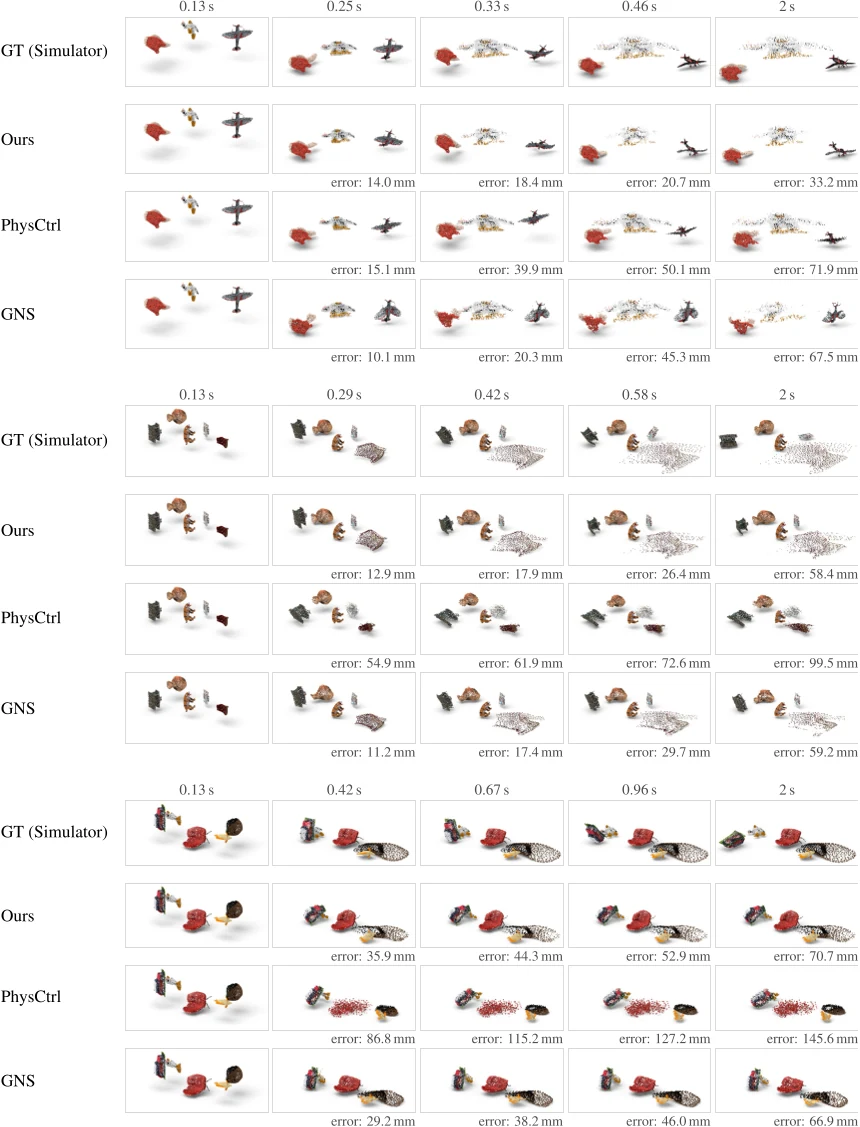 0.13 s 0.25 s 0.33 s 0.46 s 2 s
GT (Simulator)
Ours
error: 14.0 mm error: 18.4 mm error: 20.7 mm error: 33.2 mm
PhysCtrl
error: 15.1 mm error: 39.9 mm error: 50.1 mm error: 71.9 mm
GNS
error: 10.1 mm error: 20.3 mm error: 45.3 mm error: 67.5 mm
0.13 s 0.29 s 0.42 s 0.58 s 2 s
GT (Simulator)
Ours
error: 12.9 mm error: 17.9 mm error: 26.4 mm error: 58.4 mm
PhysCtrl
error: 54.9 mm error: 61.9 mm error: 72.6 mm error: 99.5 mm
GNS
error: 11.2 mm error: 17.4 mm error: 29.7 mm error: 59.2 mm
0.13 s 0.42 s 0.67 s 0.96 s 2 s
GT (Simulator)
Ours
error: 35.9 mm error: 44.3 mm error: 52.9 mm error: 70.7 mm
PhysCtrl
error: 86.8 mm error: 115.2 mm error: 127.2 mm error: 145.6 mm
GNS
error: 29.2 mm error: 38.2 mm error: 46.0 mm error: 66.9 mm